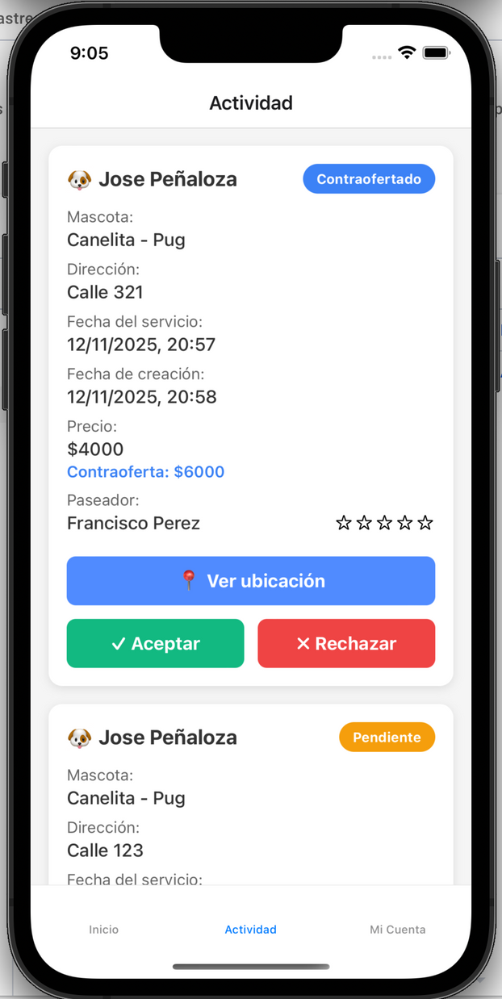 9:05
Actividad
Jose Peñaloza
Contraofertado
Mascota:
Canelita - Pug
Dirección:
Calle 321
Fecha del servicio:
12/11/2025, 20:57
Fecha de creación:
12/11/2025, 20:58
Precio:
$4000
Contraoferta: $6000
Paseador:
Francisco Perez
Ver ubicación
✓ Aceptar
✕ Rechazar
Jose Peñaloza
Pendiente
Mascota:
Canelita - Pug
Dirección:
Calle 123
Fecha del servicio:
Inicio
Actividad
Mi Cuenta